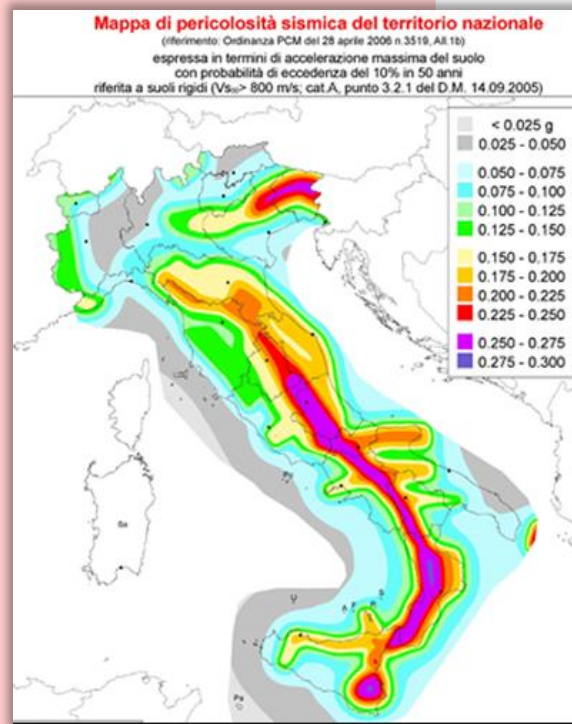 Mappa di pericolosità sismica del territorio nazionale
(riferimento: Ordinanza PCM del 28 aprile 2006 n.3519, All.1b)
espressa in termini di accelerazione massima del suolo
con probabilità di eccedenza del 10% in 50 anni
riferita a suoli rigidi (Vs₃₀> 800 m/s; cat.A, punto 3.2.1 del D.M. 14.09.2005)
< 0.025 g
0.025 - 0.050
0.050 - 0.075
0.075 - 0.100
0.100 - 0.125
0.125 - 0.150
0.150 - 0.175
0.175 - 0.200
0.200 - 0.225
0.225 - 0.250
0.250 - 0.275
0.275 - 0.300
Sa
U
Pe